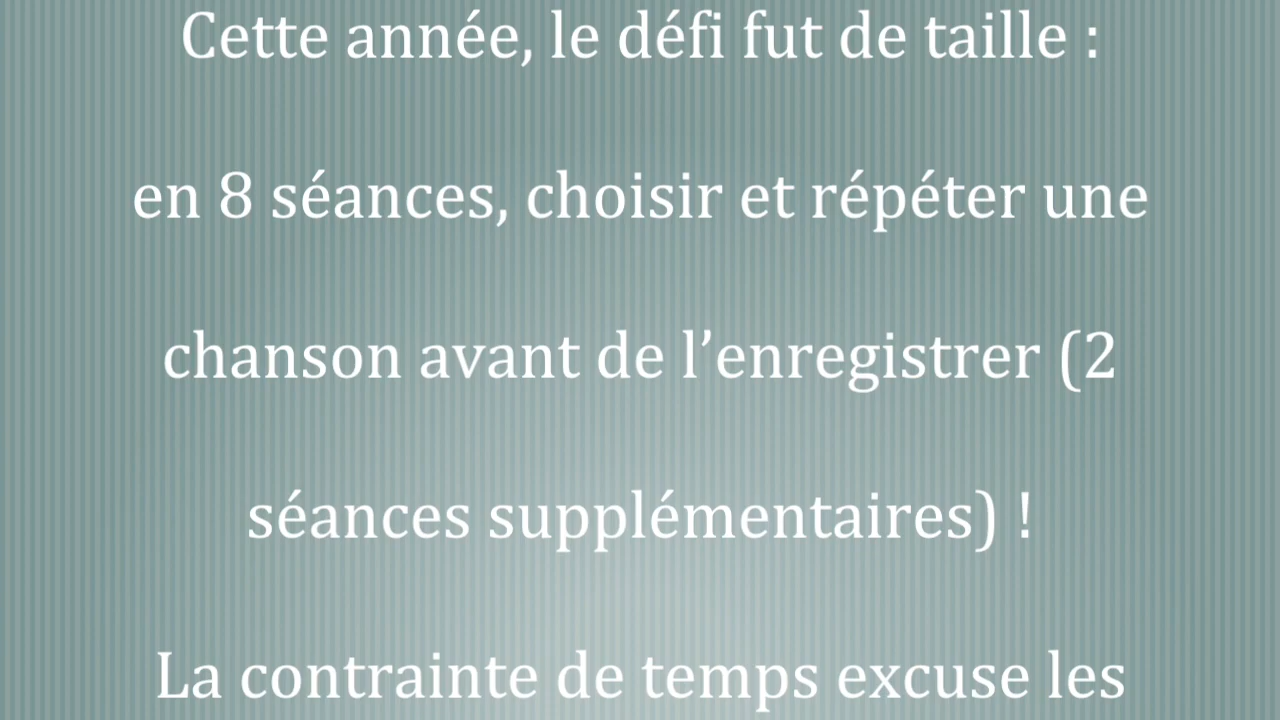 Cette année, le défi fut de taille :
en 8 séances, choisir et répéter une
chanson avant de l’enregistrer (2
séances supplémentaires) !
La contrainte de temps excuse les